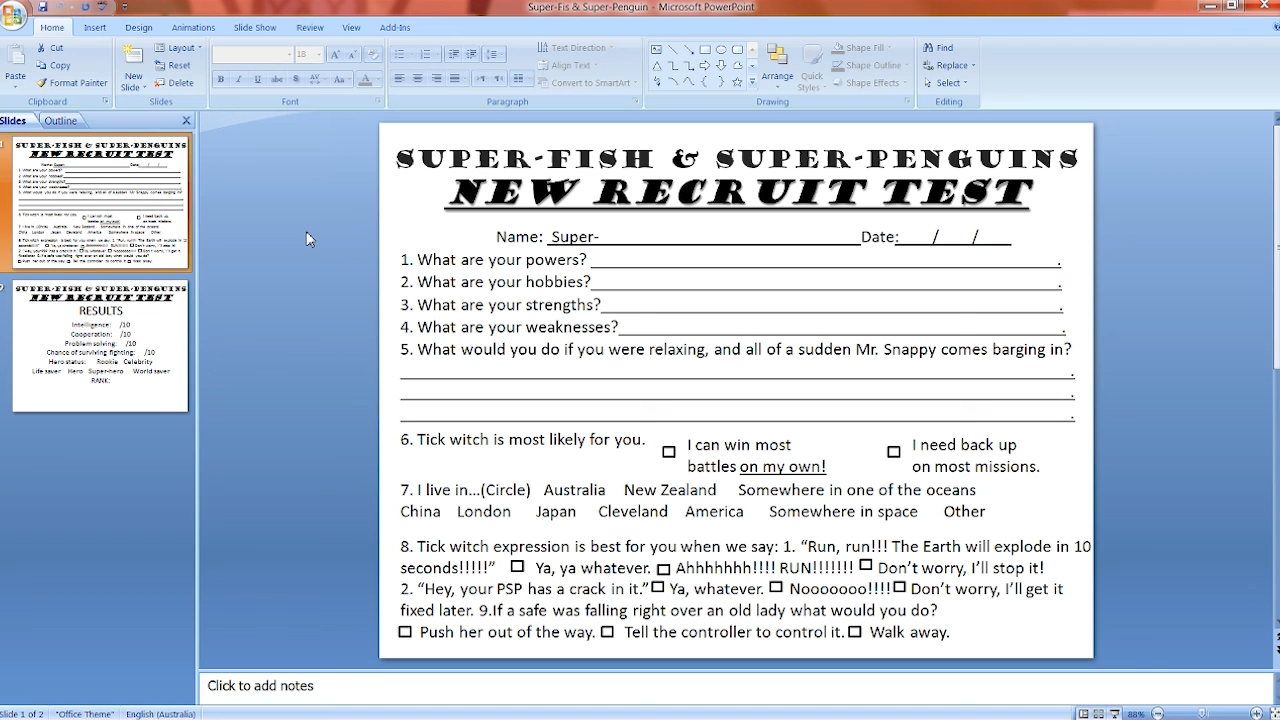 Super-Fis & Super-Penguin - Microsoft PowerPoint
Home Insert Design Animations Slide Show Review View Add-Ins
Cut Layout Text Direction Shape Fill Find
Copy Reset Align Text Shape Outline Replace
Paste Format Painter New Slide Delete Convert to SmartArt Arrange Quick Styles Shape Effects Select
18
Clipboard Slides Font Paragraph Drawing Editing
Slides Outline
SUPER-FISH & SUPER-PENGUINS
NEW RECRUIT TEST
RESULTS
Intelligence: /10
Cooperation: /10
Problem solving: /10
Chance of surviving fighting: /10
Hero status: Rookie Celebrity
Life saver Hero Super-hero World saver
RANK:
SUPER-FISH & SUPER-PENGUINS
NEW RECRUIT TEST
Name: Super-____________________Date:____/____/____
1. What are your powers? ____________________.
2. What are your hobbies?____________________.
3. What are your strengths?____________________.
4. What are your weaknesses?____________________.
5. What would you do if you were relaxing, and all of a sudden Mr. Snappy comes barging in?
____________________.
____________________.
____________________.
6. Tick witch is most likely for you. I can win most I need back up
battles on my own! on most missions.
7. I live in...(Circle) Australia New Zealand Somewhere in one of the oceans
China London Japan Cleveland America Somewhere in space Other
8. Tick witch expression is best for you when we say: 1. “Run, run!!! The Earth will explode in 10
seconds!!!!!” Ya, ya whatever. Ahhhhhhh!!!! RUN!!!!!!! Don’t worry, I’ll stop it!
2. “Hey, your PSP has a crack in it.” Ya, whatever. Nooooooo!!!! Don’t worry, I’ll get it
fixed later. 9.If a safe was falling right over an old lady what would you do?
Push her out of the way. Tell the controller to control it. Walk away.
Click to add notes
Slide 1 of 2 "Office Theme" English (Australia) 88%